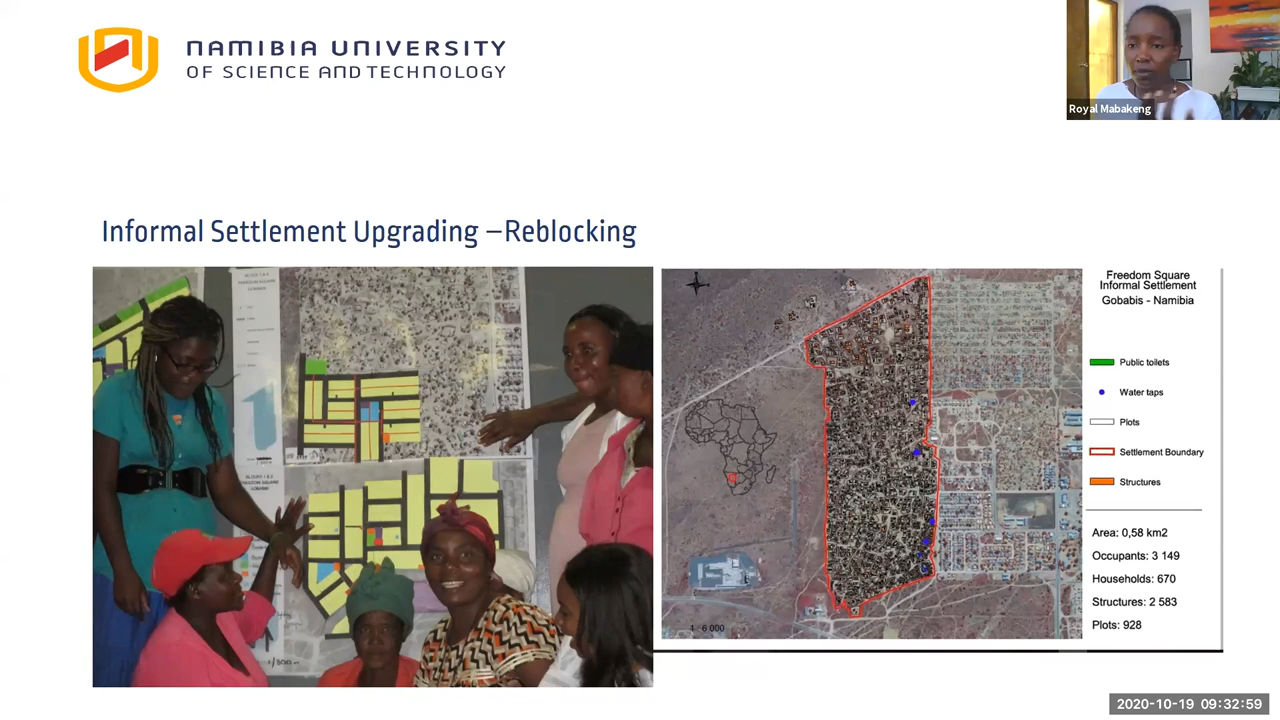 NAMIBIA UNIVERSITY
OF SCIENCE AND TECHNOLOGY
Royal Mabakeng
Informal Settlement Upgrading –Reblocking
Freedom Square
Informal Settlement
Gobabis - Namibia
Public toilets
Water taps
Plots
Settlement Boundary
Structures
Area: 0,58 km2
Occupants: 3 149
Households: 670
Structures: 2 583
Plots: 928
1 - 6 000
2020-10-19 09:32:59